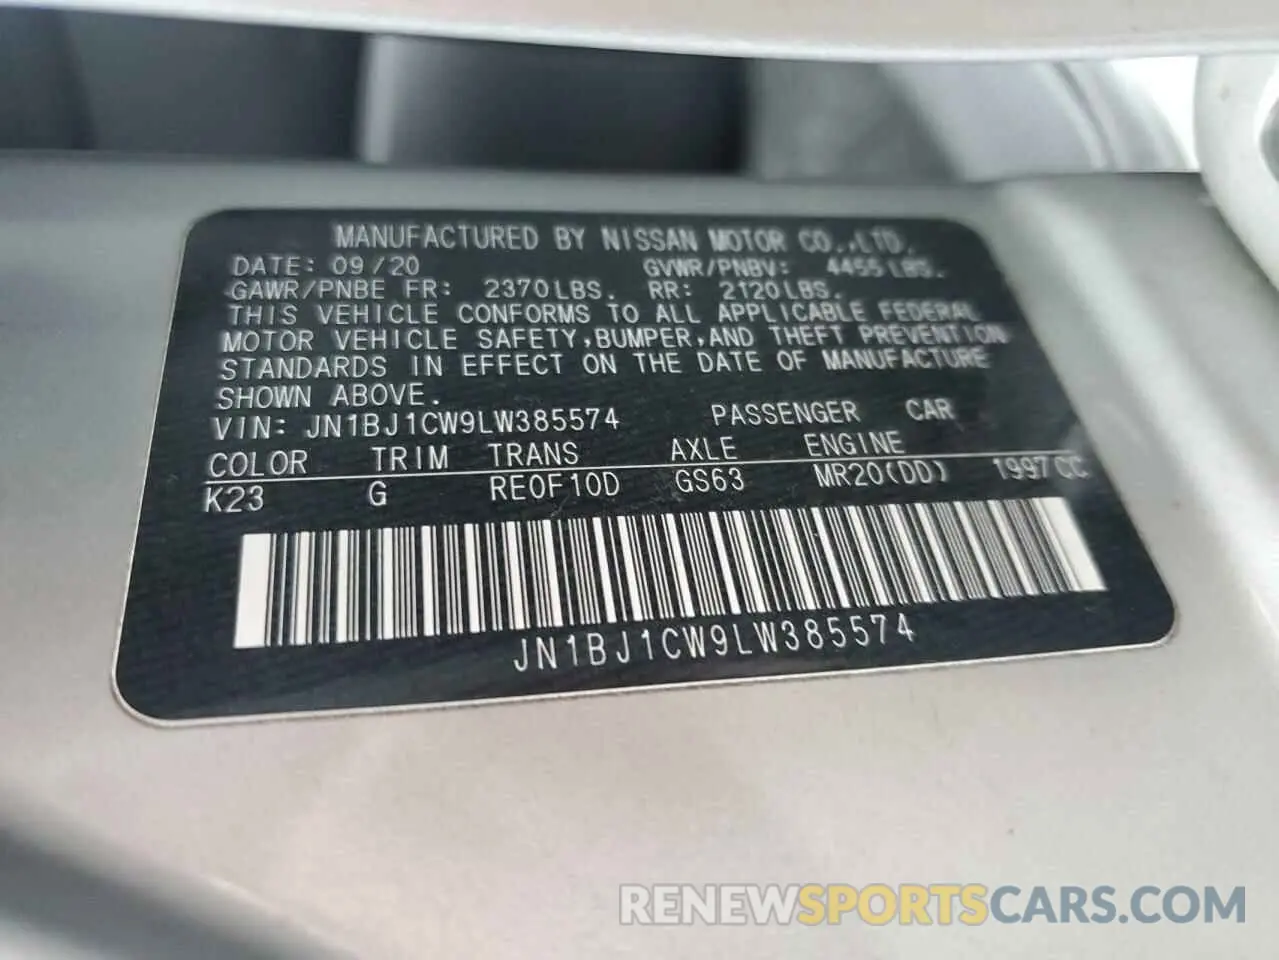 MANUFACTURED BY NISSAN MOTOR CO.,LTD.
DATE: 09/20 GVWR/PNBV: 4455 LBS.
GAWR/PNBE FR: 2370LBS. RR: 2120LBS.
THIS VEHICLE CONFORMS TO ALL APPLICABLE FEDERAL
MOTOR VEHICLE SAFETY,BUMPER,AND THEFT PREVENTION
STANDARDS IN EFFECT ON THE DATE OF MANUFACTURE
SHOWN ABOVE.
VIN: JN1BJ1CW9LW385574 PASSENGER CAR
COLOR TRIM TRANS AXLE ENGINE
K23 G RE0F10D GS63 MR20(DD) 1997CC
JN1BJ1CW9LW385574
RENEWSPORTSCARS.COM